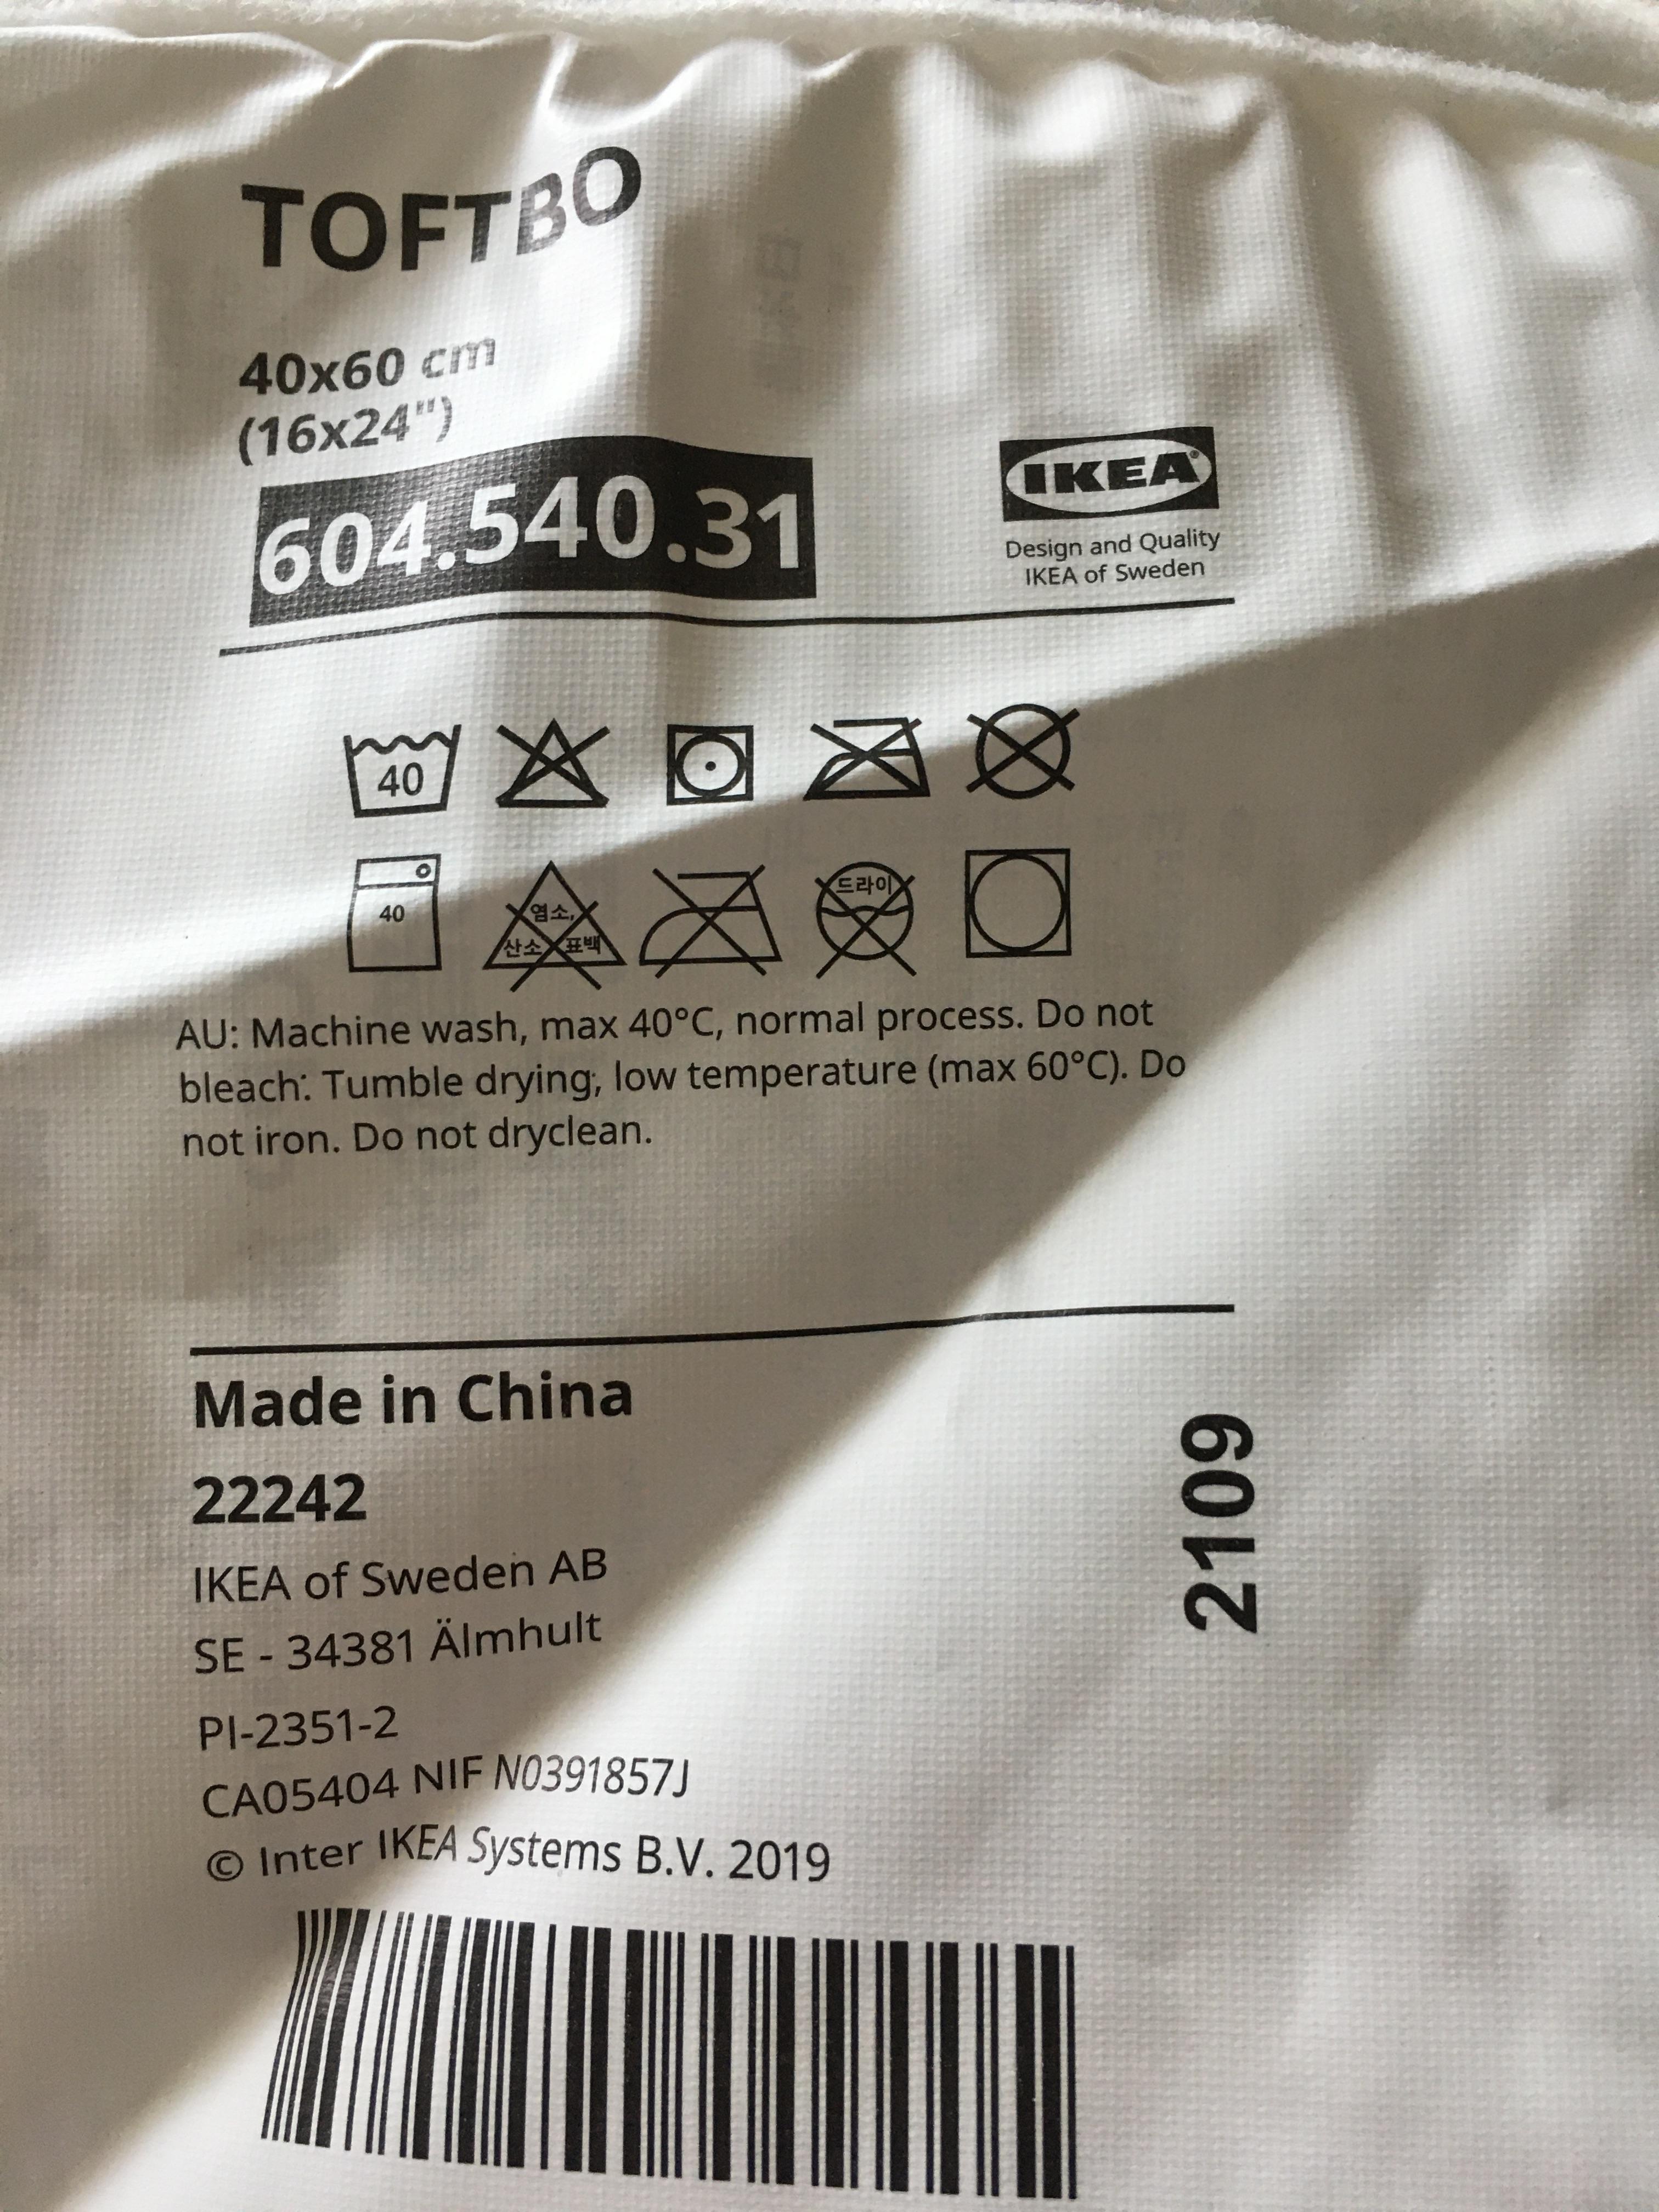 TOFTBO
40x60 cm
(16x24")
604.540.31
IKEA®
Design and Quality
IKEA of Sweden
40
40
염소,
산소 표백
드라이
AU: Machine wash, max 40°C, normal process. Do not
bleach. Tumble drying, low temperature (max 60°C). Do
not iron. Do not dryclean.
Made in China
22242
IKEA of Sweden AB
SE - 34381 Älmhult
PI-2351-2
CA05404 NIF N0391857J
© Inter IKEA Systems B.V. 2019
2109